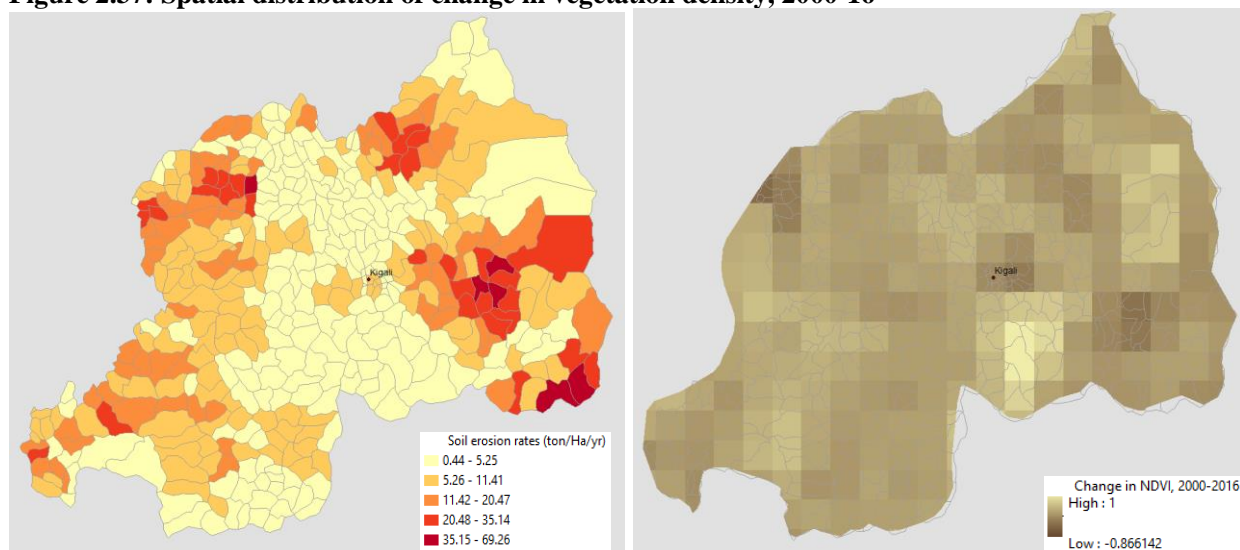 Figure 2.37: Spatial distribution of change in vegetation density, 2000-16
Kigali
Soil erosion rates (ton/Ha/yr)
0.44 - 5.25
5.26 - 11.41
11.42 - 20.47
20.48 - 35.14
35.15 - 69.26
Kigali
Change in NDVI, 2000-2016
High : 1
Low : -0.866142